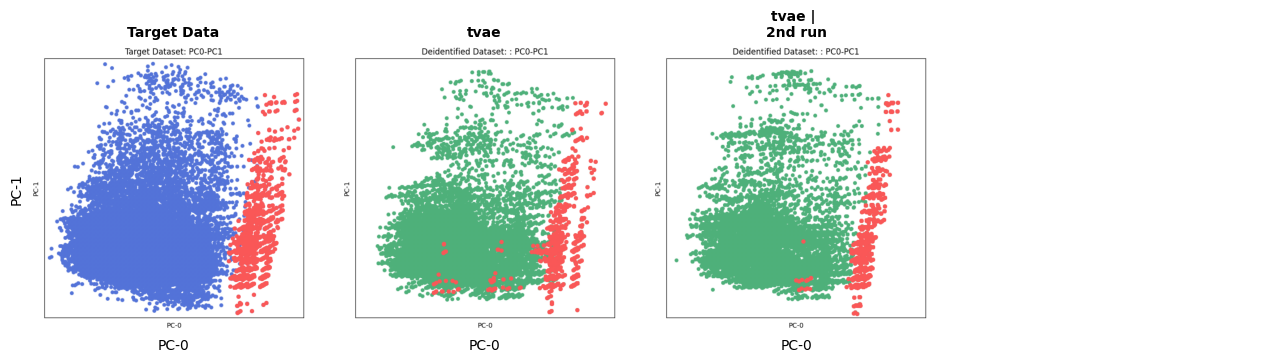 Target Data
Target Dataset: PC0-PC1
PC-1
PC-1
PC-0
PC-0
tvae
Deidentified Dataset: : PC0-PC1
PC-1
PC-0
PC-0
tvae |
2nd run
Deidentified Dataset: : PC0-PC1
PC-1
PC-0
PC-0